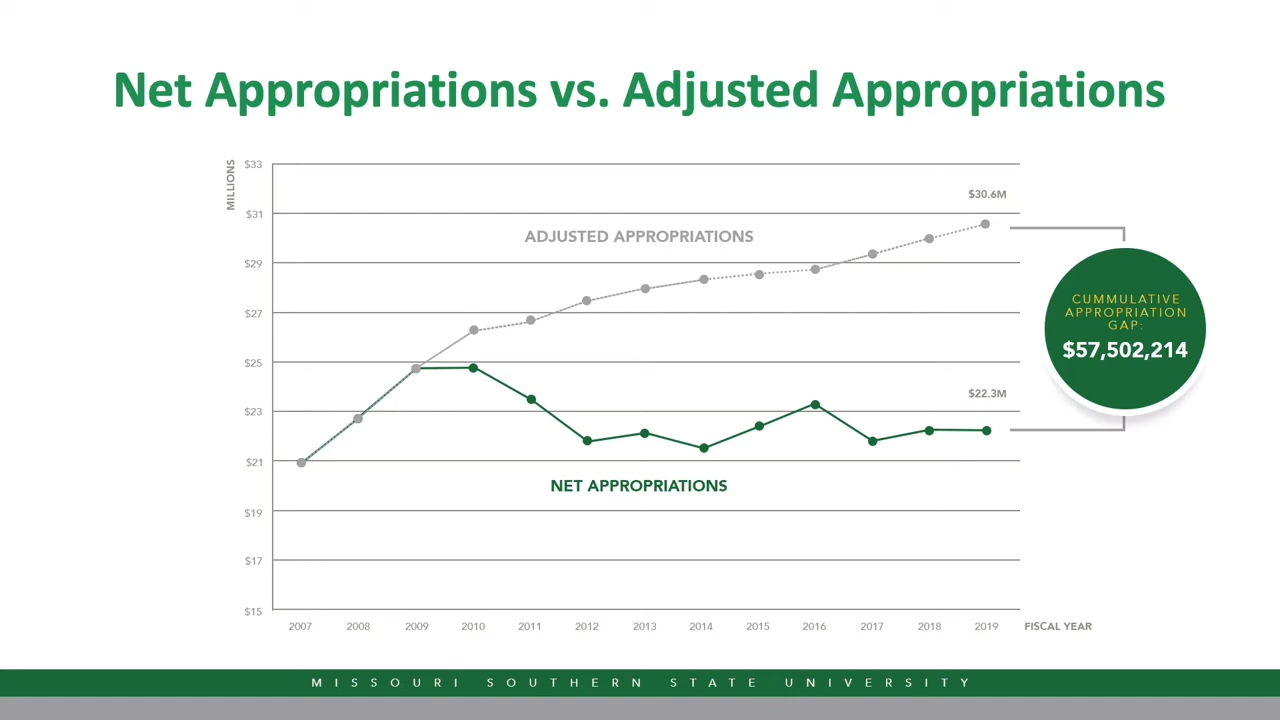 Net Appropriations vs. Adjusted Appropriations
MILLIONS
$33
$31
$29
$27
$25
$23
$21
$19
$17
$15
$30.6M
ADJUSTED APPROPRIATIONS
CUMMULATIVE
APPROPRIATION
GAP:
$57,502,214
$22.3M
NET APPROPRIATIONS
2007 2008 2009 2010 2011 2012 2013 2014 2015 2016 2017 2018 2019 FISCAL YEAR
MISSOURI SOUTHERN STATE UNIVERSITY